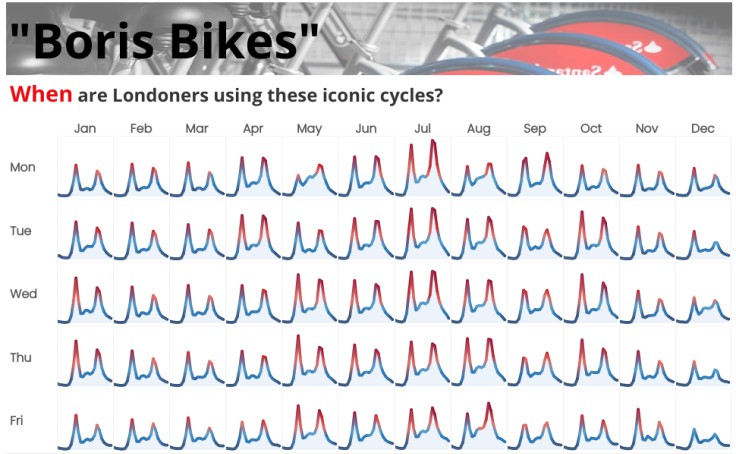 "Boris Bikes"
When are Londoners using these iconic cycles?
Jan Feb Mar Apr May Jun Jul Aug Sep Oct Nov Dec
Mon
Tue
Wed
Thu
Fri